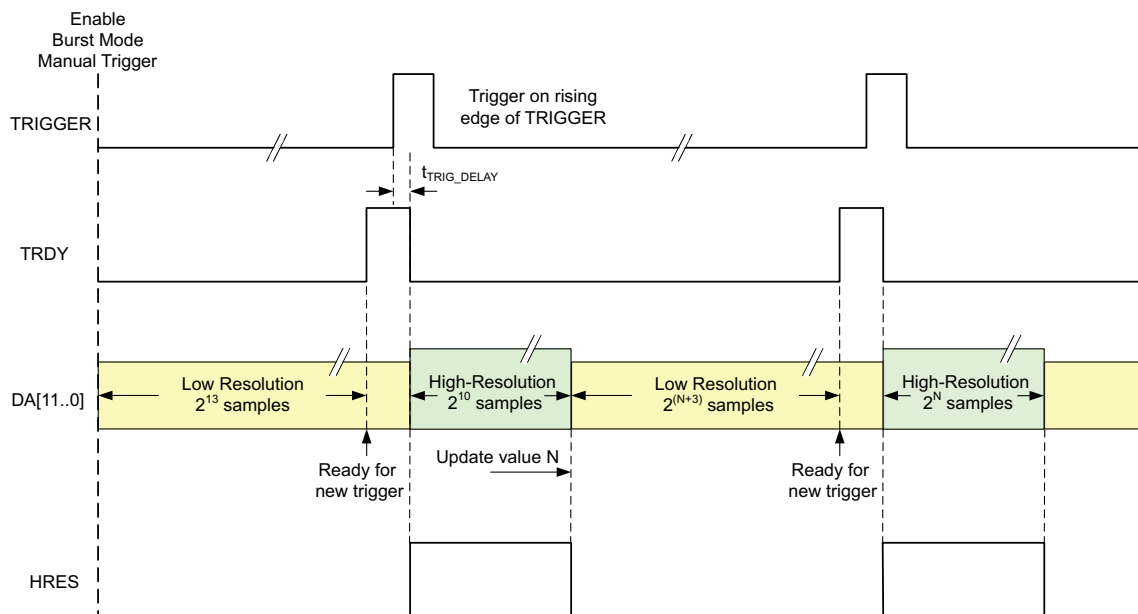 Enable
Burst Mode
Manual Trigger
TRIGGER
Trigger on rising
edge of TRIGGER
tTRIG_DELAY
TRDY
DA[11..0]
Low Resolution
2^13 samples
High-Resolution
2^10 samples
Low Resolution
2^(N+3) samples
High-Resolution
2^N samples
Ready for
new trigger
Update value N
Ready for
new trigger
HRES